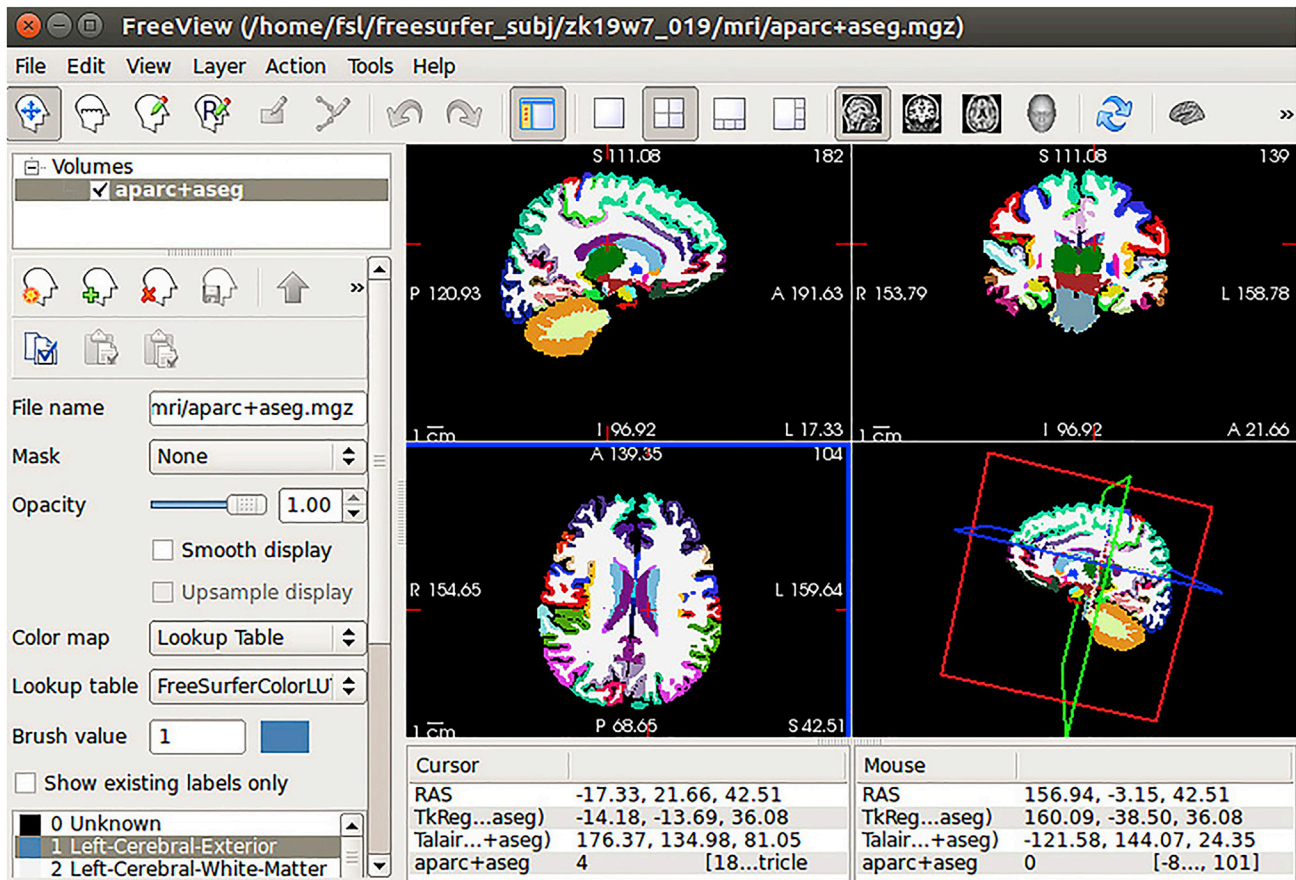 FreeView (/home/fsl/freesurfer_subj/zk19w7_019/mri/aparc+aseg.mgz)
File Edit View Layer Action Tools Help
R
»
Volumes
aparc+aseg
»
File name mri/aparc+aseg.mgz
Mask None
Opacity 1.00
Smooth display
Upsample display
Color map Lookup Table
Lookup table FreeSurferColorLU
Brush value 1
Show existing labels only
0 Unknown
1 Left-Cerebral-Exterior
2 Left-Cerebral-White-Matter
S 111.08 182
P 120.93 A 191.63
1 cm I 96.92 L 17.33
S 111.08 139
R 153.79 L 158.78
1 cm I 96.92 A 21.66
A 139.35 104
R 154.65 L 159.64
1 cm P 68.65 S 42.51
Cursor
RAS -17.33, 21.66, 42.51
TkReg...aseg) -14.18, -13.69, 36.08
Talair...+aseg) 176.37, 134.98, 81.05
aparc+aseg 4 [18...tricle
Mouse
RAS 156.94, -3.15, 42.51
TkReg...aseg) 160.09, -38.50, 36.08
Talair...+aseg) -121.58, 144.07, 24.35
aparc+aseg 0 [-8..., 101]